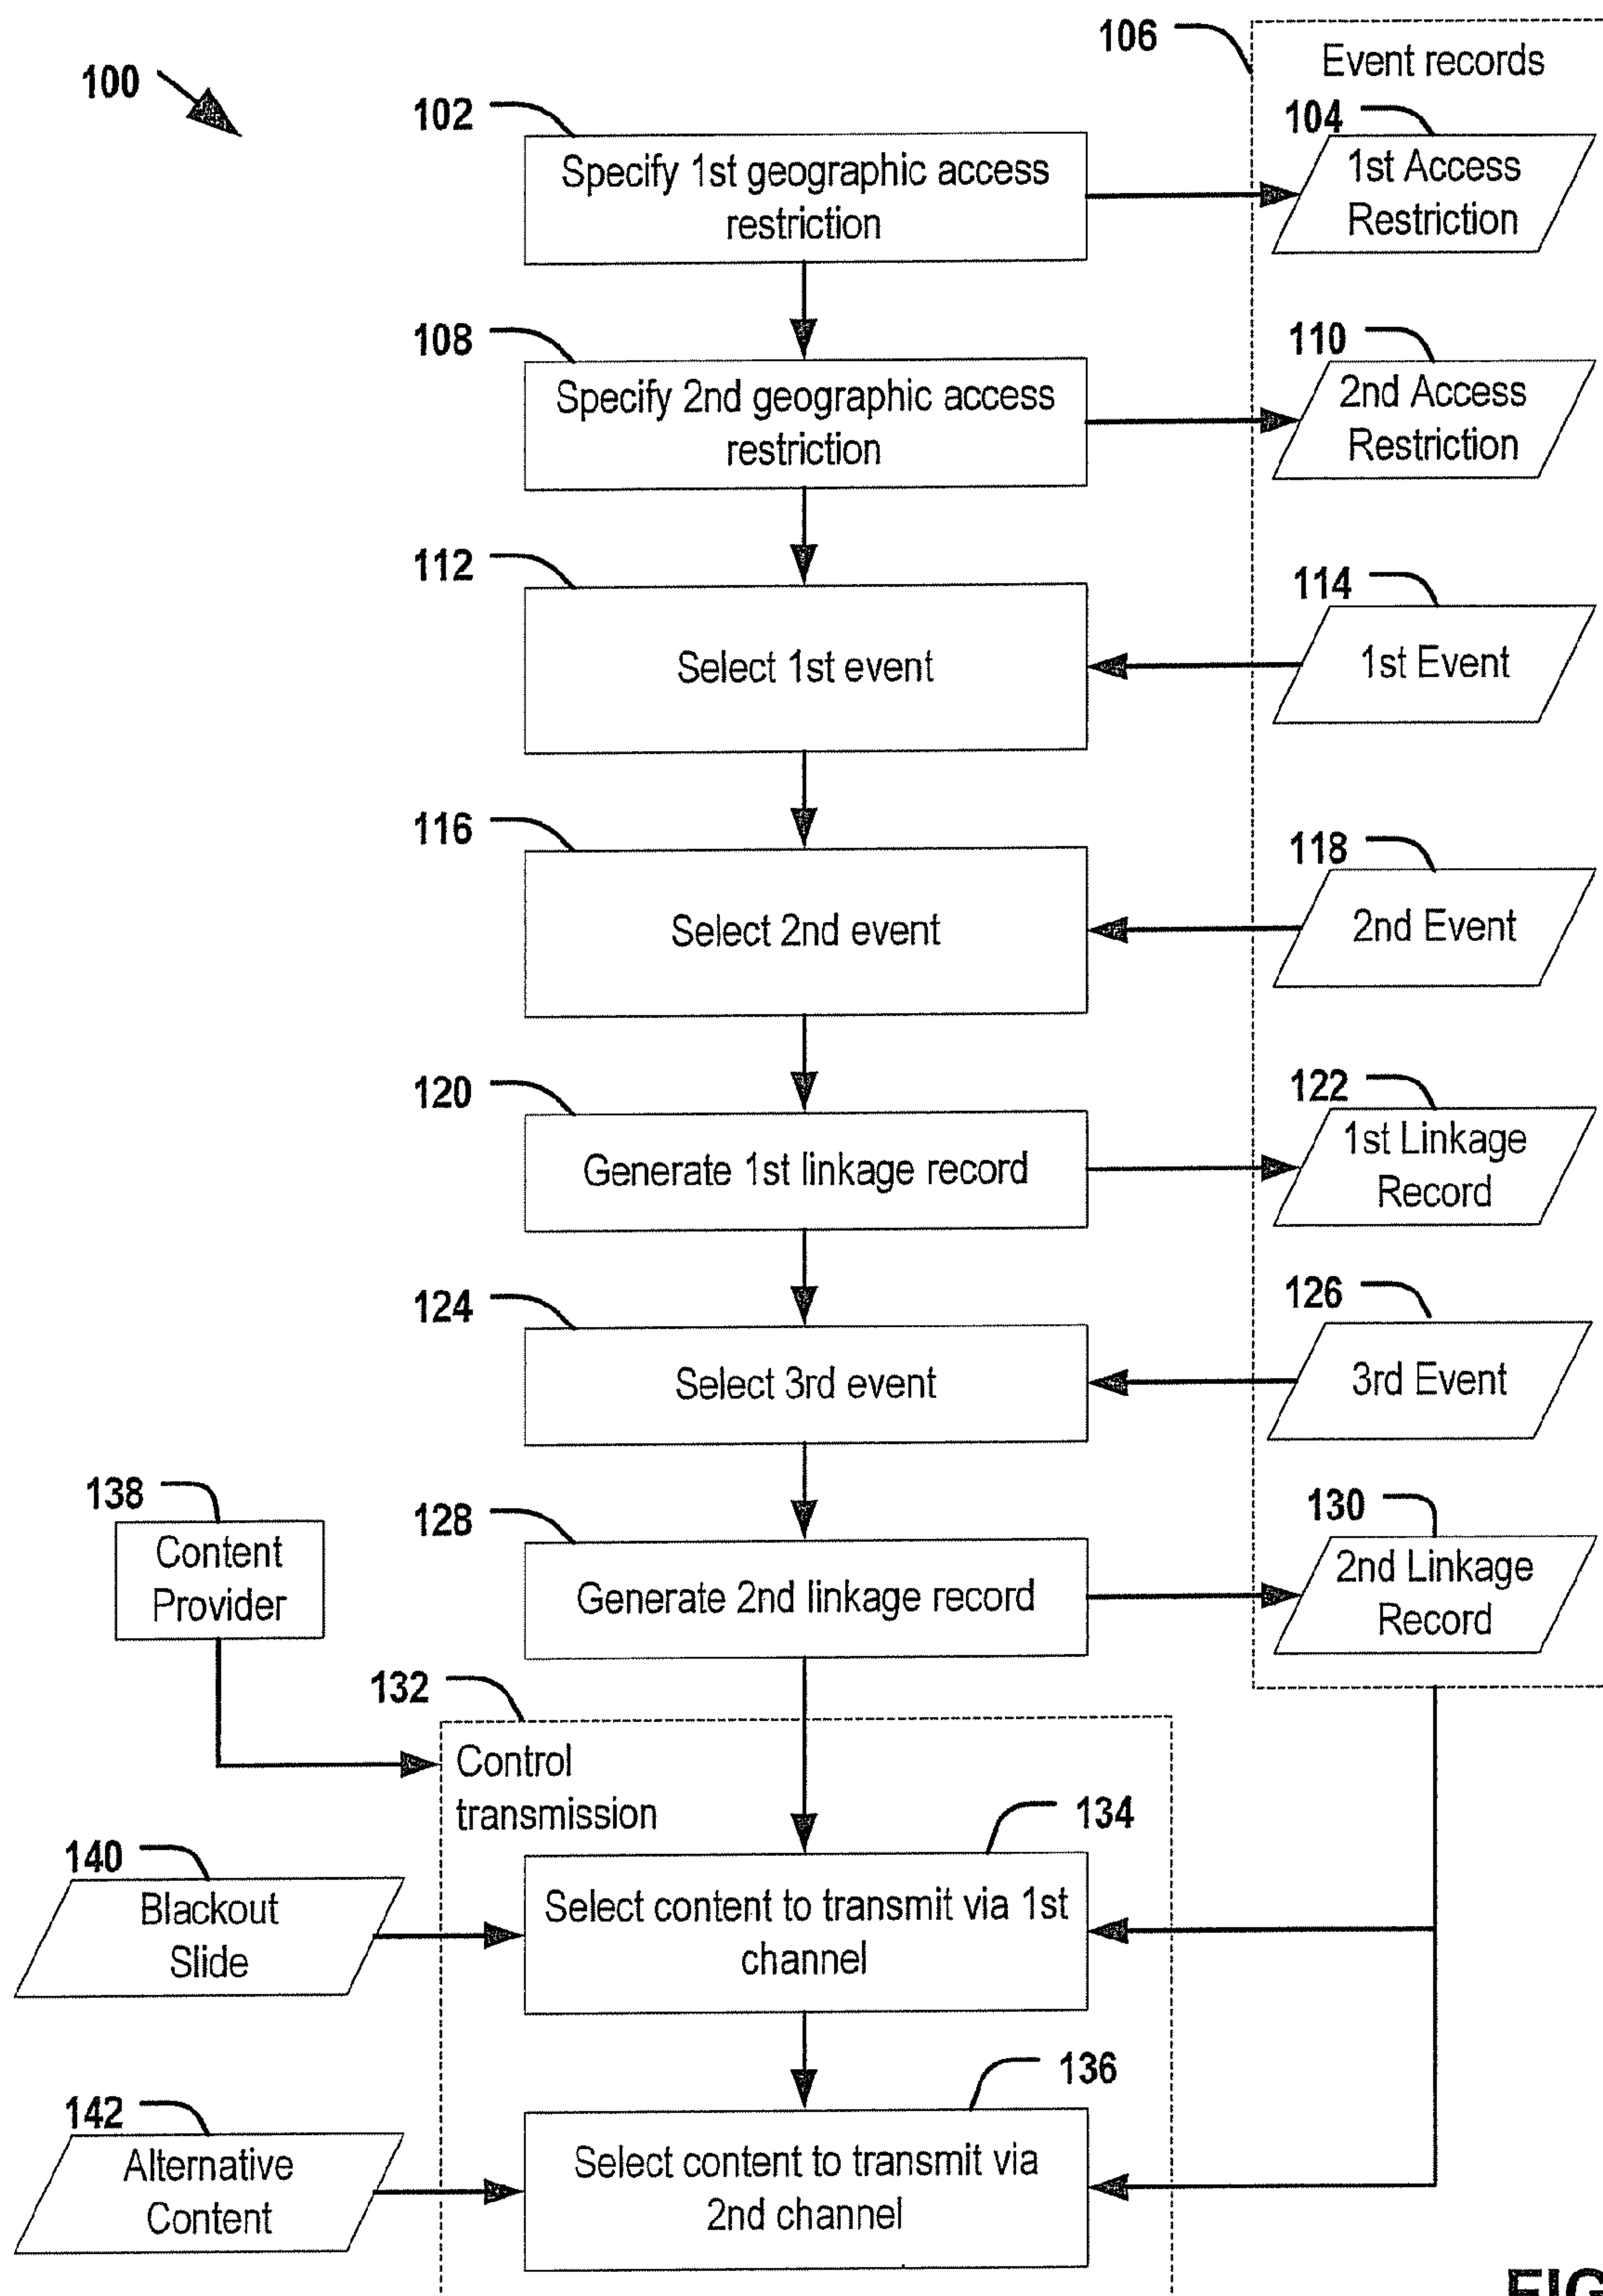 106
Event records
100
102
104
Specify 1st geographic access
restriction
1st Access
Restriction
108
110
Specify 2nd geographic access
restriction
2nd Access
Restriction
112
114
Select 1st event
1st Event
116
118
Select 2nd event
2nd Event
120
122
Generate 1st linkage record
1st Linkage
Record
124
126
Select 3rd event
3rd Event
138
Content
Provider
128
130
Generate 2nd linkage record
2nd Linkage
Record
132
Control
transmission
134
140
Blackout
Slide
Select content to transmit via 1st
channel
136
142
Alternative
Content
Select content to transmit via
2nd channel
FIG